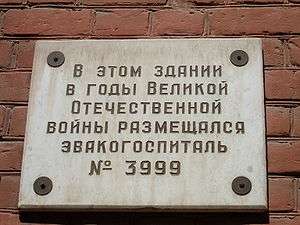 В этом здании
в годы Великой
Отечественной
войны размещался
эвакогоспиталь
№ 3999